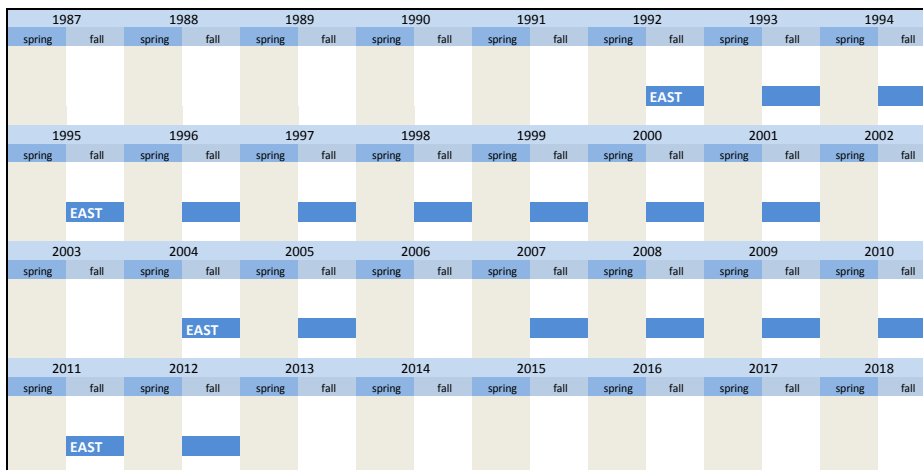 1987 1988 1989 1990 1991 1992 1993 1994
spring fall spring fall spring fall spring fall spring fall spring fall spring fall spring fall
EAST
1995 1996 1997 1998 1999 2000 2001 2002
spring fall spring fall spring fall spring fall spring fall spring fall spring fall spring fall
EAST
2003 2004 2005 2006 2007 2008 2009 2010
spring fall spring fall spring fall spring fall spring fall spring fall spring fall spring fall
EAST
2011 2012 2013 2014 2015 2016 2017 2018
spring fall spring fall spring fall spring fall spring fall spring fall spring fall spring fall
EAST